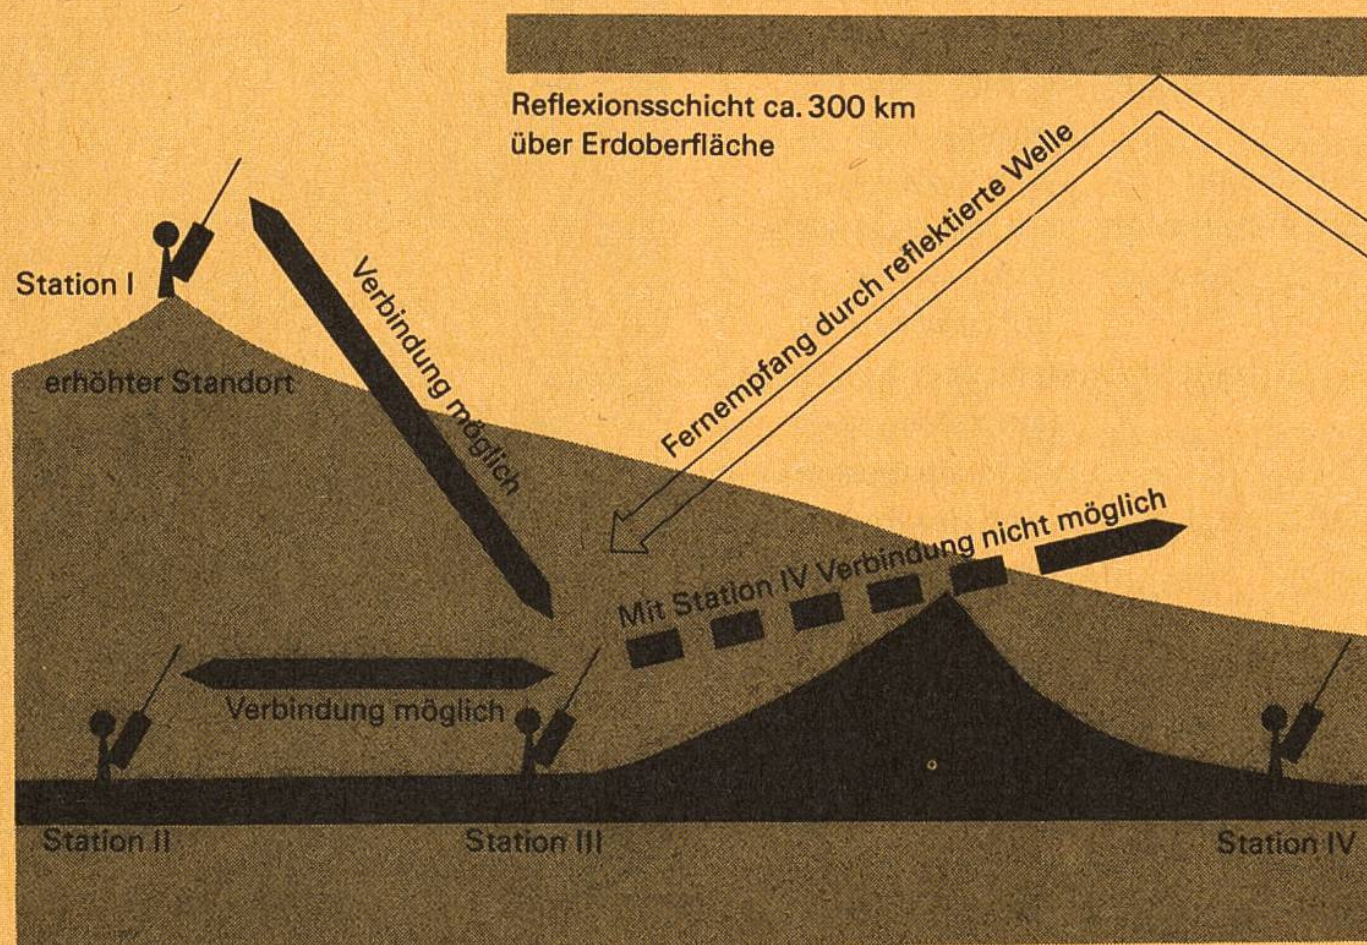 Reflexionsschicht ca. 300 km
über Erdoberfläche
Fernempfang durch reflektierte Welle
Station I
Verbindung möglich
erhöhter Standort
Mit Station IV Verbindung nicht möglich
Verbindung möglich
Station II
Station III
Station IV